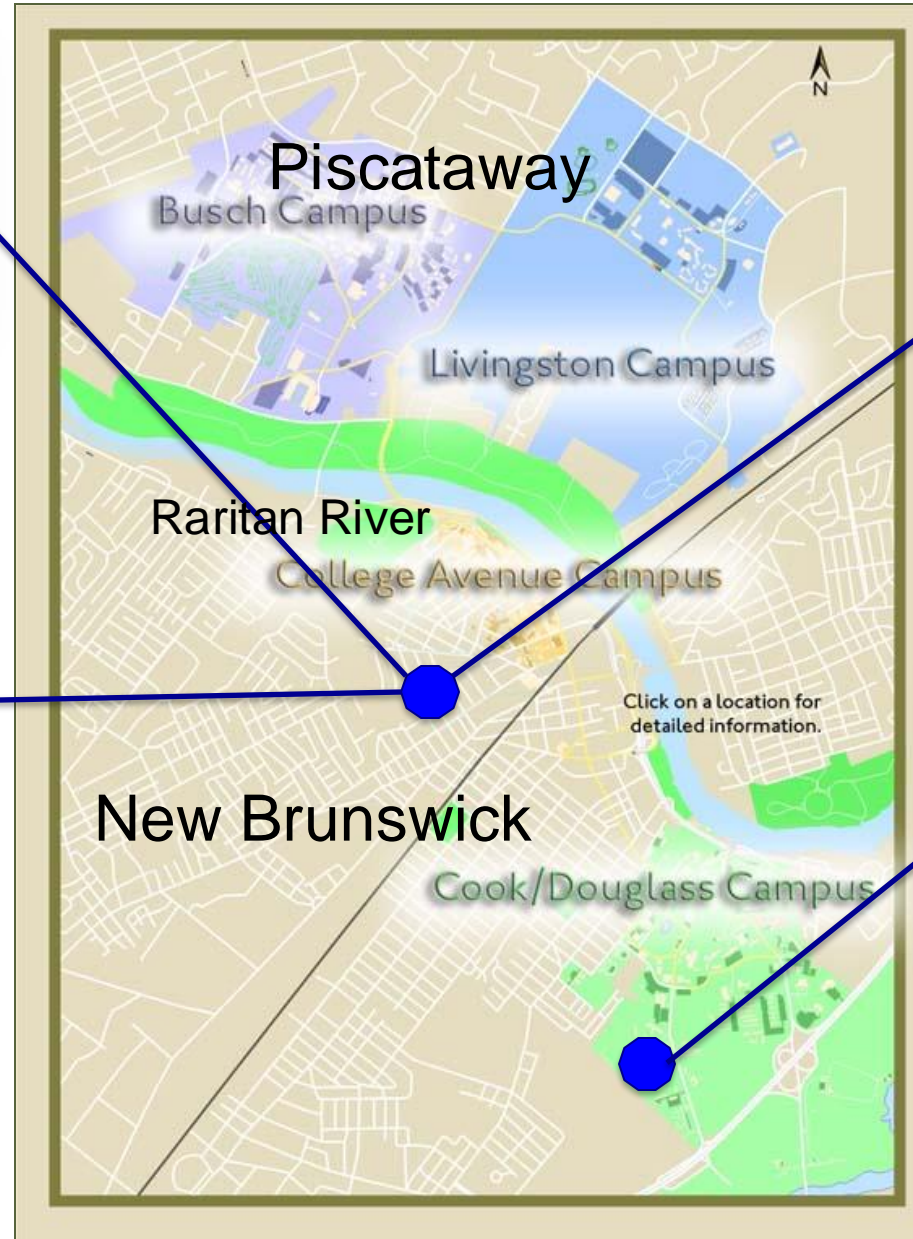 N
Piscataway
Busch Campus
Livingston Campus
Raritan River
College Avenue Campus
Click on a location for
detailed information.
New Brunswick
Cook/Douglass Campus